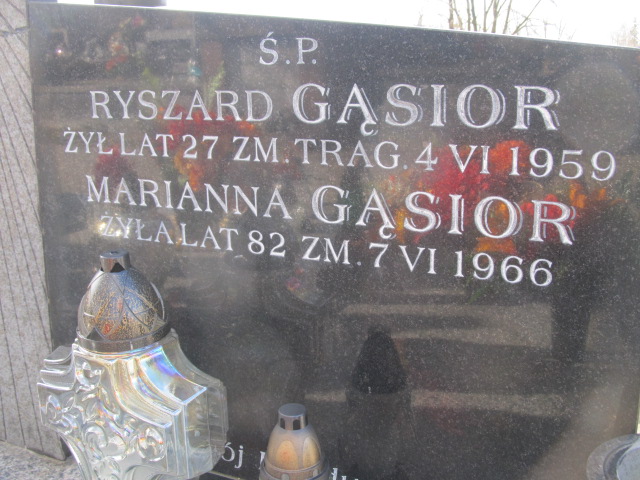 Ś.P.
RYSZARD GĄSIOR
ŻYŁ LAT 27 ZM. TRAG. 4 VI 1959
MARIANNA GĄSIOR
ŻYŁA LAT 82 ZM. 7 VI 1966